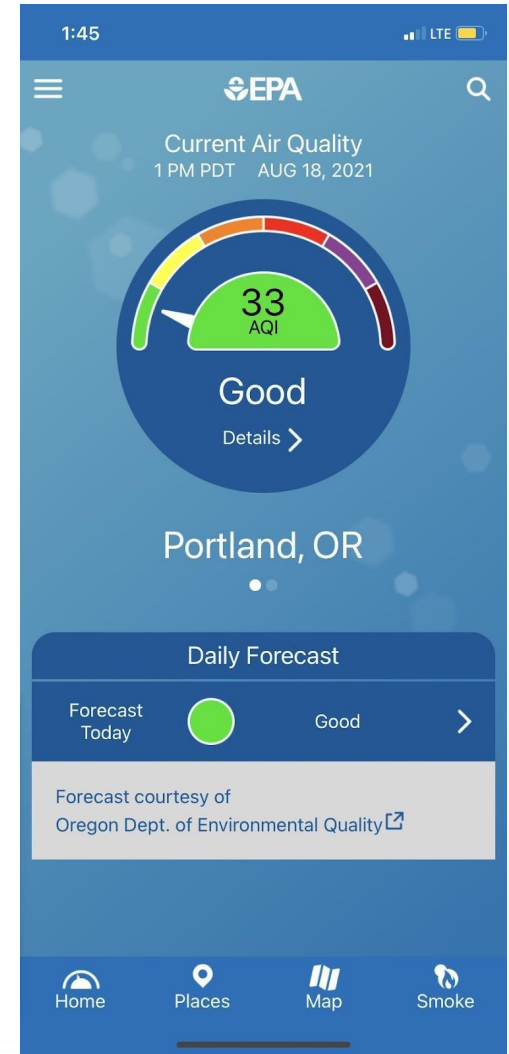 1:45 LTE
EPA
Current Air Quality
1 PM PDT AUG 18, 2021
33
AQI
Good
Details
Portland, OR
Daily Forecast
Forecast Today Good
Forecast courtesy of
Oregon Dept. of Environmental Quality
Home Places Map Smoke